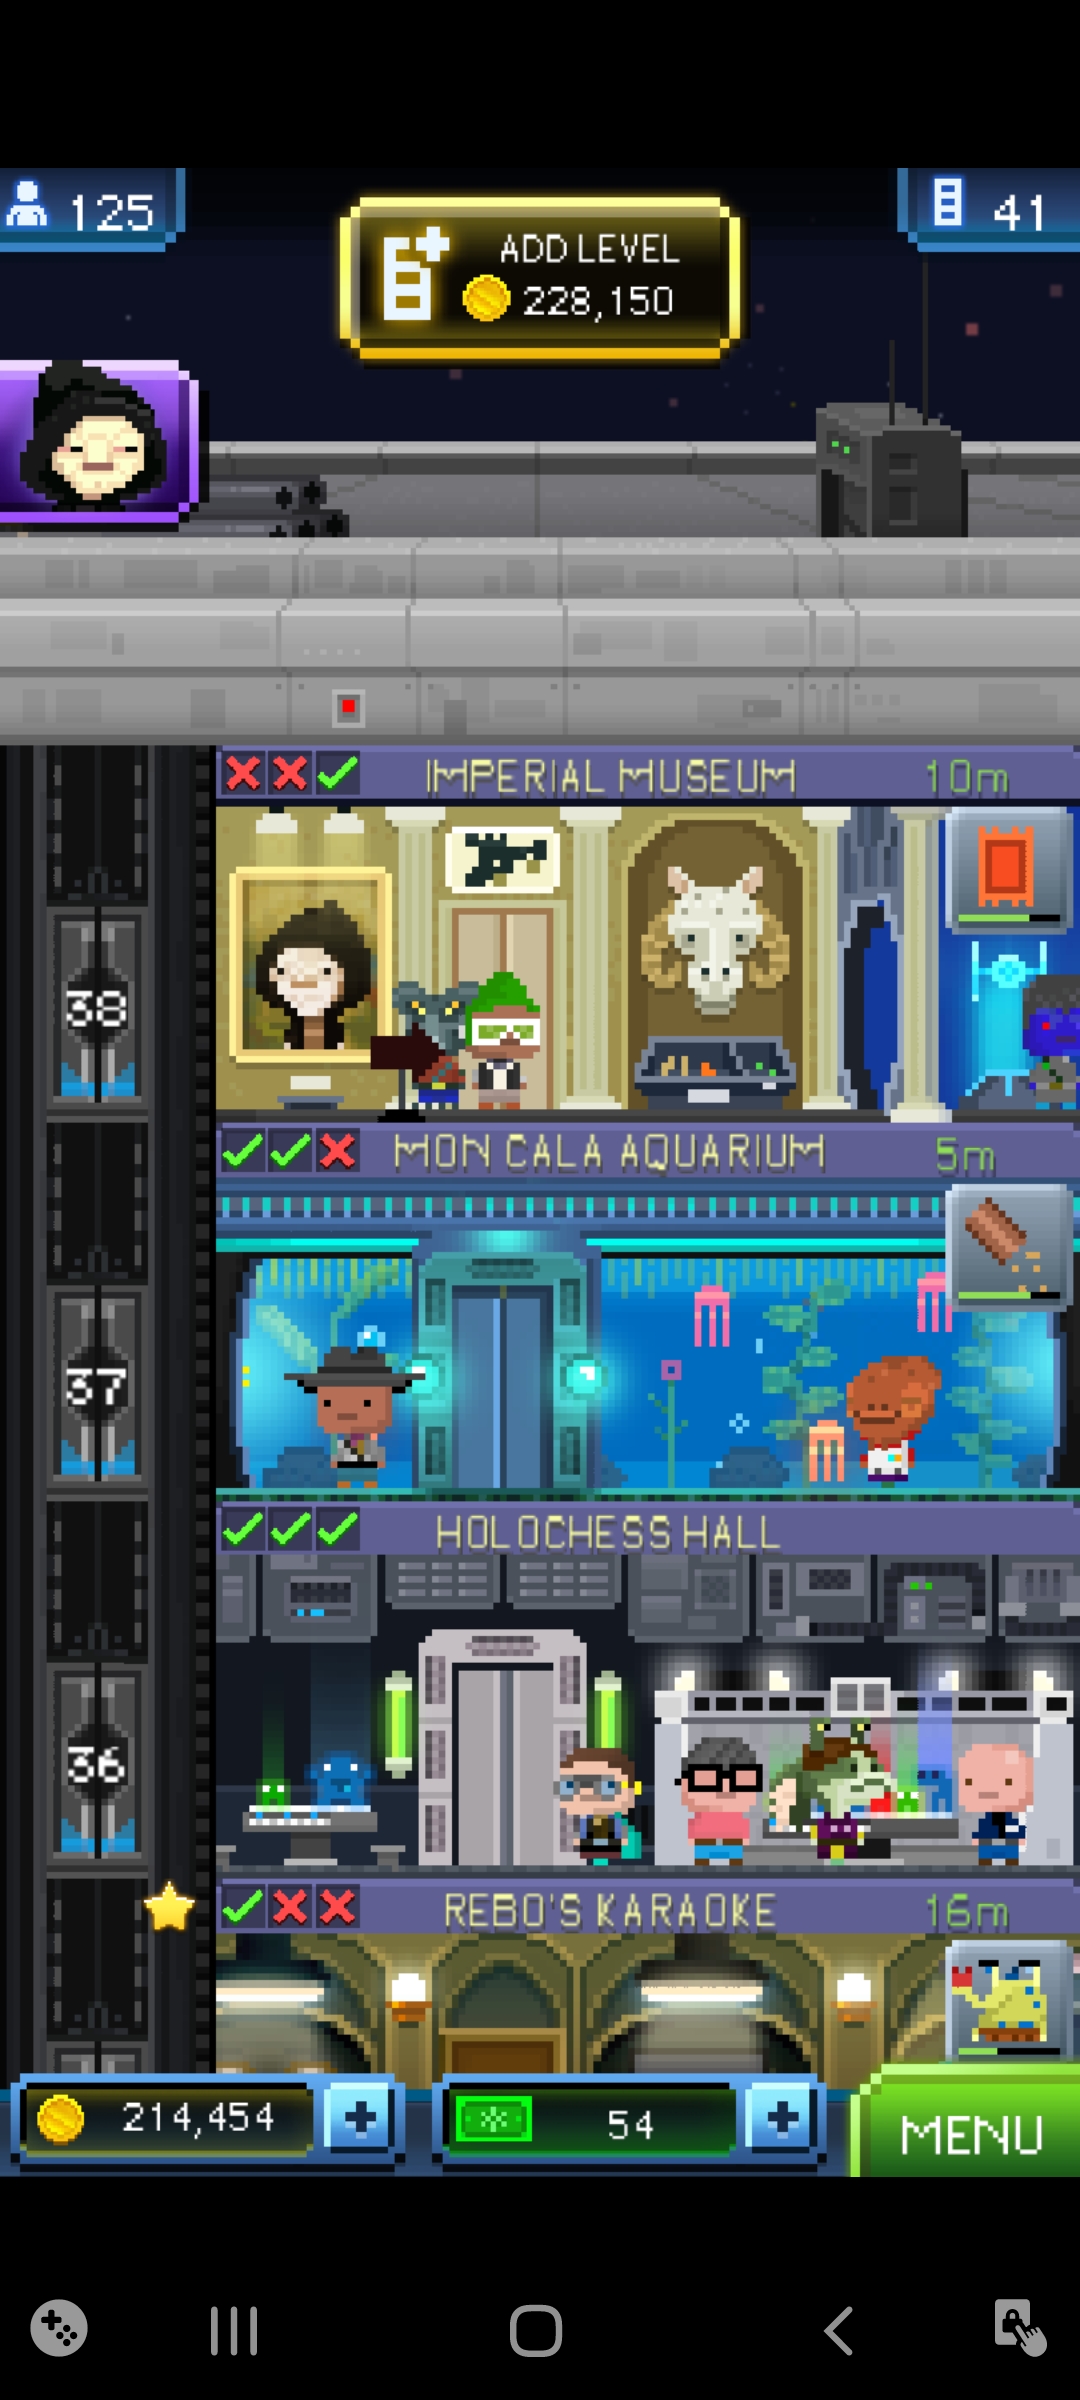 125
ADD LEVEL
228,150
41
IMPERIAL MUSEUM 10m
38
MON CALA AQUARIUM 5m
37
HOLOCHESS HALL
36
REBO'S KARAOKE 16m
214,454
54
MENU